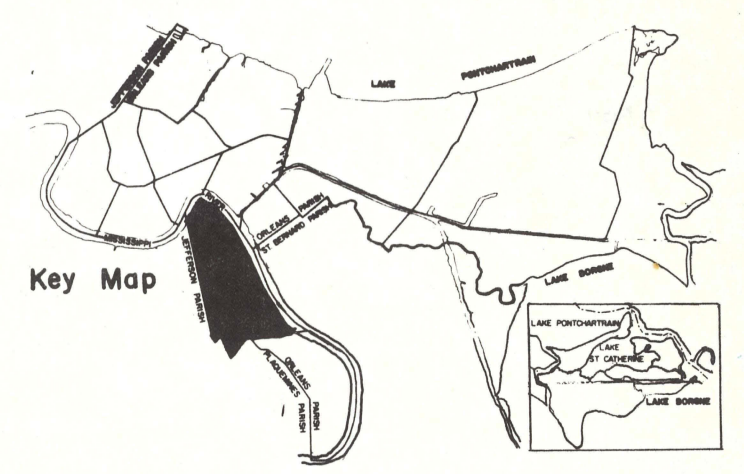 JEFFERSON PARISH
ORLEANS PARISH
LAKE PONTCHARTRAIN
RIVER
MISSISSIPPI
ORLEANS PARISH
ST BERNARD PARISH
JEFFERSON PARISH
Key Map
LAKE BORGNE
ORLEANS PARISH
PLAQUEMINES PARISH
LAKE PONTCHARTRAIN
LAKE
ST CATHERINE
LAKE BORGNE